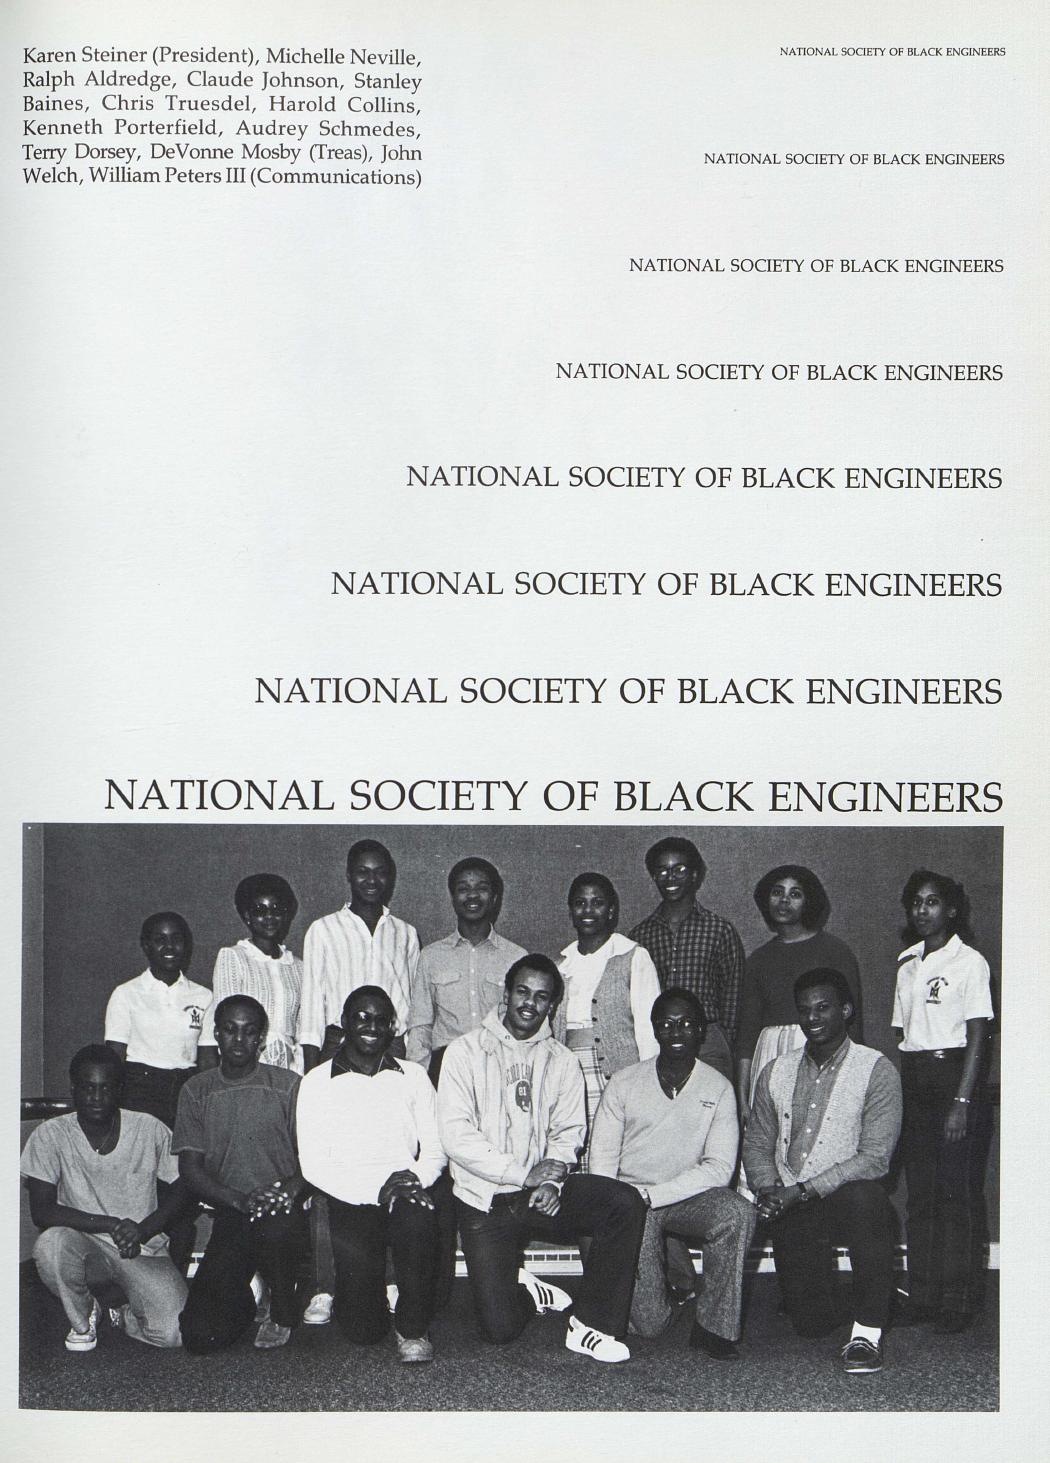 Karen Steiner (President), Michelle Neville,
Ralph Aldredge, Claude Johnson, Stanley
Baines, Chris Truesdel, Harold Collins,
Kenneth Porterfield, Audrey Schmedes,
Terry Dorsey, DeVonne Mosby (Treas), John
Welch, William Peters III (Communications)
NATIONAL SOCIETY OF BLACK ENGINEERS
NATIONAL SOCIETY OF BLACK ENGINEERS
NATIONAL SOCIETY OF BLACK ENGINEERS
NATIONAL SOCIETY OF BLACK ENGINEERS
NATIONAL SOCIETY OF BLACK ENGINEERS
NATIONAL SOCIETY OF BLACK ENGINEERS
NATIONAL SOCIETY OF BLACK ENGINEERS
NATIONAL SOCIETY OF BLACK ENGINEERS
81